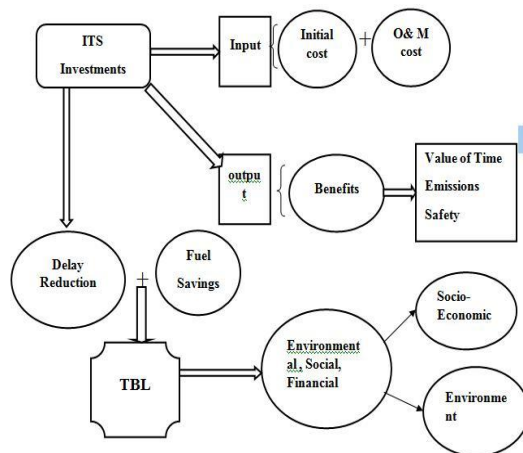 ITS
Investments
Input
Initial
cost
+
O& M
cost
outpu
t
Benefits
Value of Time
Emissions
Safety
Delay
Reduction
+
Fuel
Savings
TBL
Environment
al , Social,
Financial
Socio-
Economic
Environme
nt